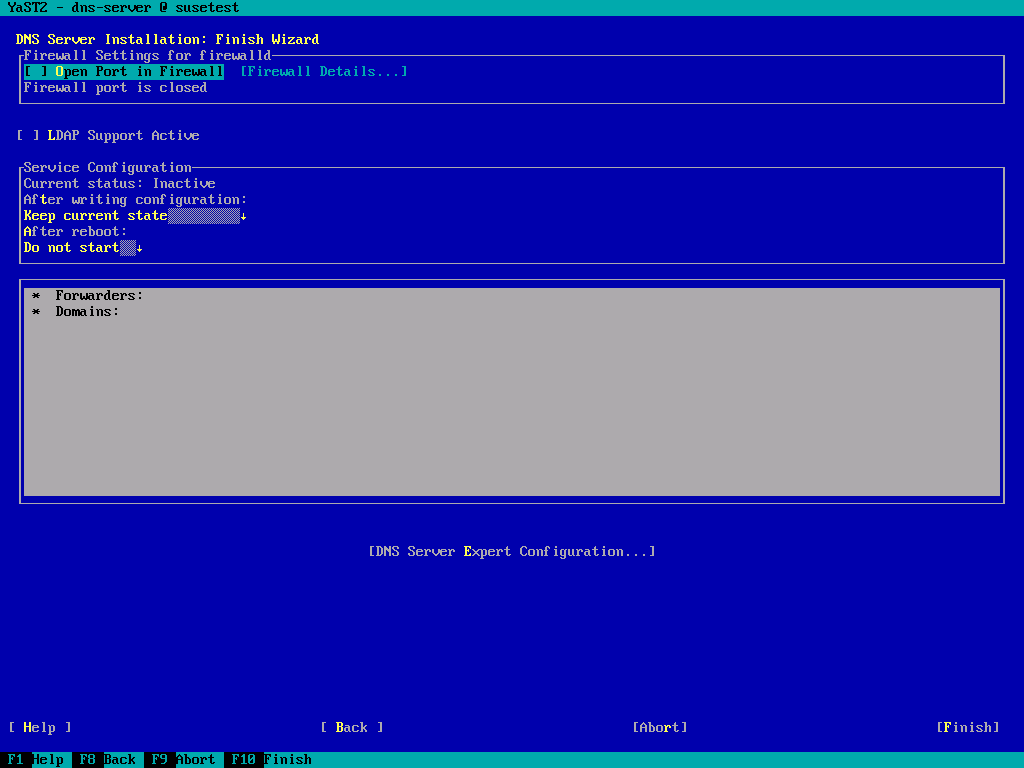 YaST2 - dns-server @ susetest
DNS Server Installation: Finish Wizard
Firewall Settings for firewalld
[ ] Open Port in Firewall  [Firewall Details...]
Firewall port is closed
[ ] LDAP Support Active
Service Configuration
Current status: Inactive
After writing configuration:
Keep current state↓
After reboot:
Do not start↓
* Forwarders:
* Domains:
[DNS Server Expert Configuration...]
[ Help ] [ Back ] [Abort] [Finish]
F1 Help F8 Back F9 Abort F10 Finish